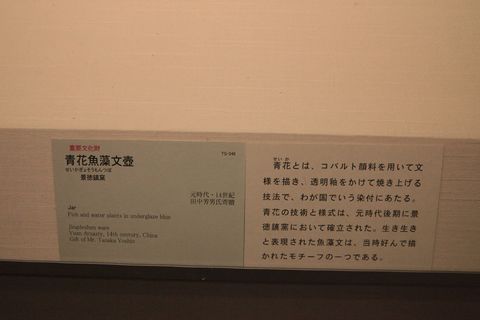 重要文化財
TG-246
青花魚藻文壺
せいかぎょそうもんつぼ
景徳鎮窯
元時代・14世紀
田中芳男氏寄贈
Jar
Fish and water plants in underglaze blue
Jingdezhen ware
Yuan dynasty, 14th century, China
Gift of Mr. Tanaka Yoshio
せいか
青花とは、コバルト顔料を用いて文
様を描き、透明釉をかけて焼き上げる
技法で、わが国でいう染付にあたる。
青花の技術と様式は、元時代後期に景
徳鎮窯において確立された。生き生き
と表現された魚藻文は、当時好んで描
かれたモチーフの一つである。